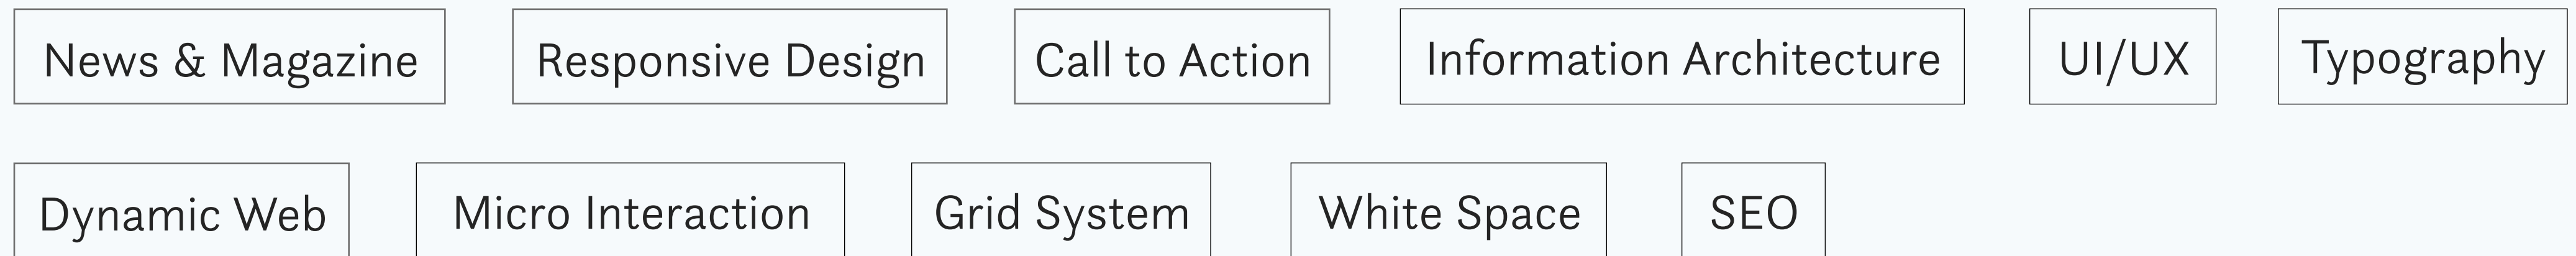 News & Magazine Responsive Design Call to Action Information Architecture UI/UX Typography
Dynamic Web Micro Interaction Grid System White Space SEO